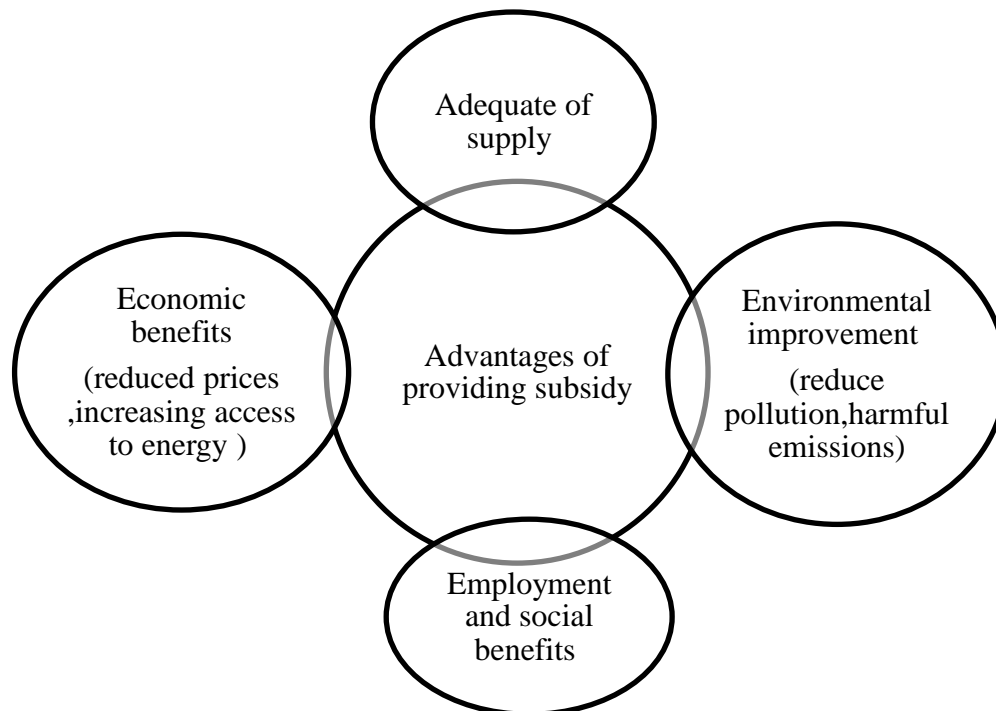 Adequate of
supply
Economic
benefits
(reduced prices
,increasing access
to energy )
Advantages of
providing subsidy
Environmental
improvement
(reduce
pollution,harmful
emissions)
Employment
and social
benefits